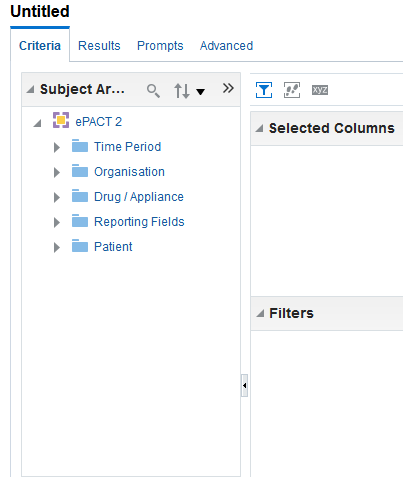 Untitled
Criteria Results Prompts Advanced
Subject Ar...
xyz
Selected Columns
ePACT 2
Time Period
Organisation
Drug / Appliance
Reporting Fields
Patient
Filters